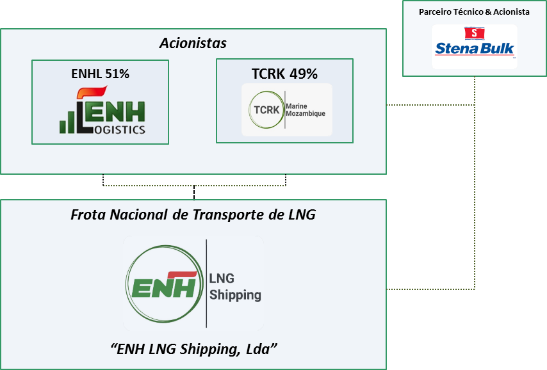 Parceiro Técnico & Acionista
S
Stena Bulk
Acionistas
ENHL 51%
ENH
LOGISTICS
TCRK 49%
TCRK
Marine
Mozambique
Frota Nacional de Transporte de LNG
ENH
LNG
Shipping
“ENH LNG Shipping, Lda”